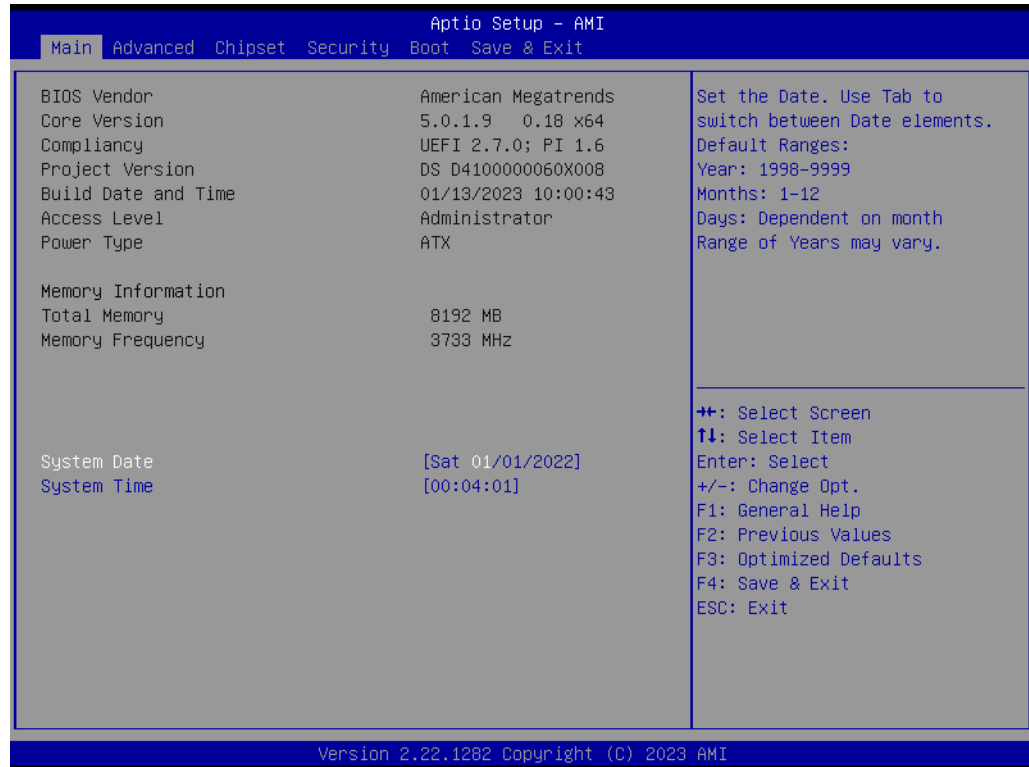 Aptio Setup – AMI
Main Advanced Chipset Security Boot Save & Exit
BIOS Vendor American Megatrends
Core Version 5.0.1.9 0.18 x64
Compliancy UEFI 2.7.0; PI 1.6
Project Version DS D4100000060X008
Build Date and Time 01/13/2023 10:00:43
Access Level Administrator
Power Type ATX
Memory Information
Total Memory 8192 MB
Memory Frequency 3733 MHz
System Date [Sat 01/01/2022]
System Time [00:04:01]
Set the Date. Use Tab to
switch between Date elements.
Default Ranges:
Year: 1998-9999
Months: 1-12
Days: Dependent on month
Range of Years may vary.
→←: Select Screen
↑↓: Select Item
Enter: Select
+/-: Change Opt.
F1: General Help
F2: Previous Values
F3: Optimized Defaults
F4: Save & Exit
ESC: Exit
Version 2.22.1282 Copyright (C) 2023 AMI